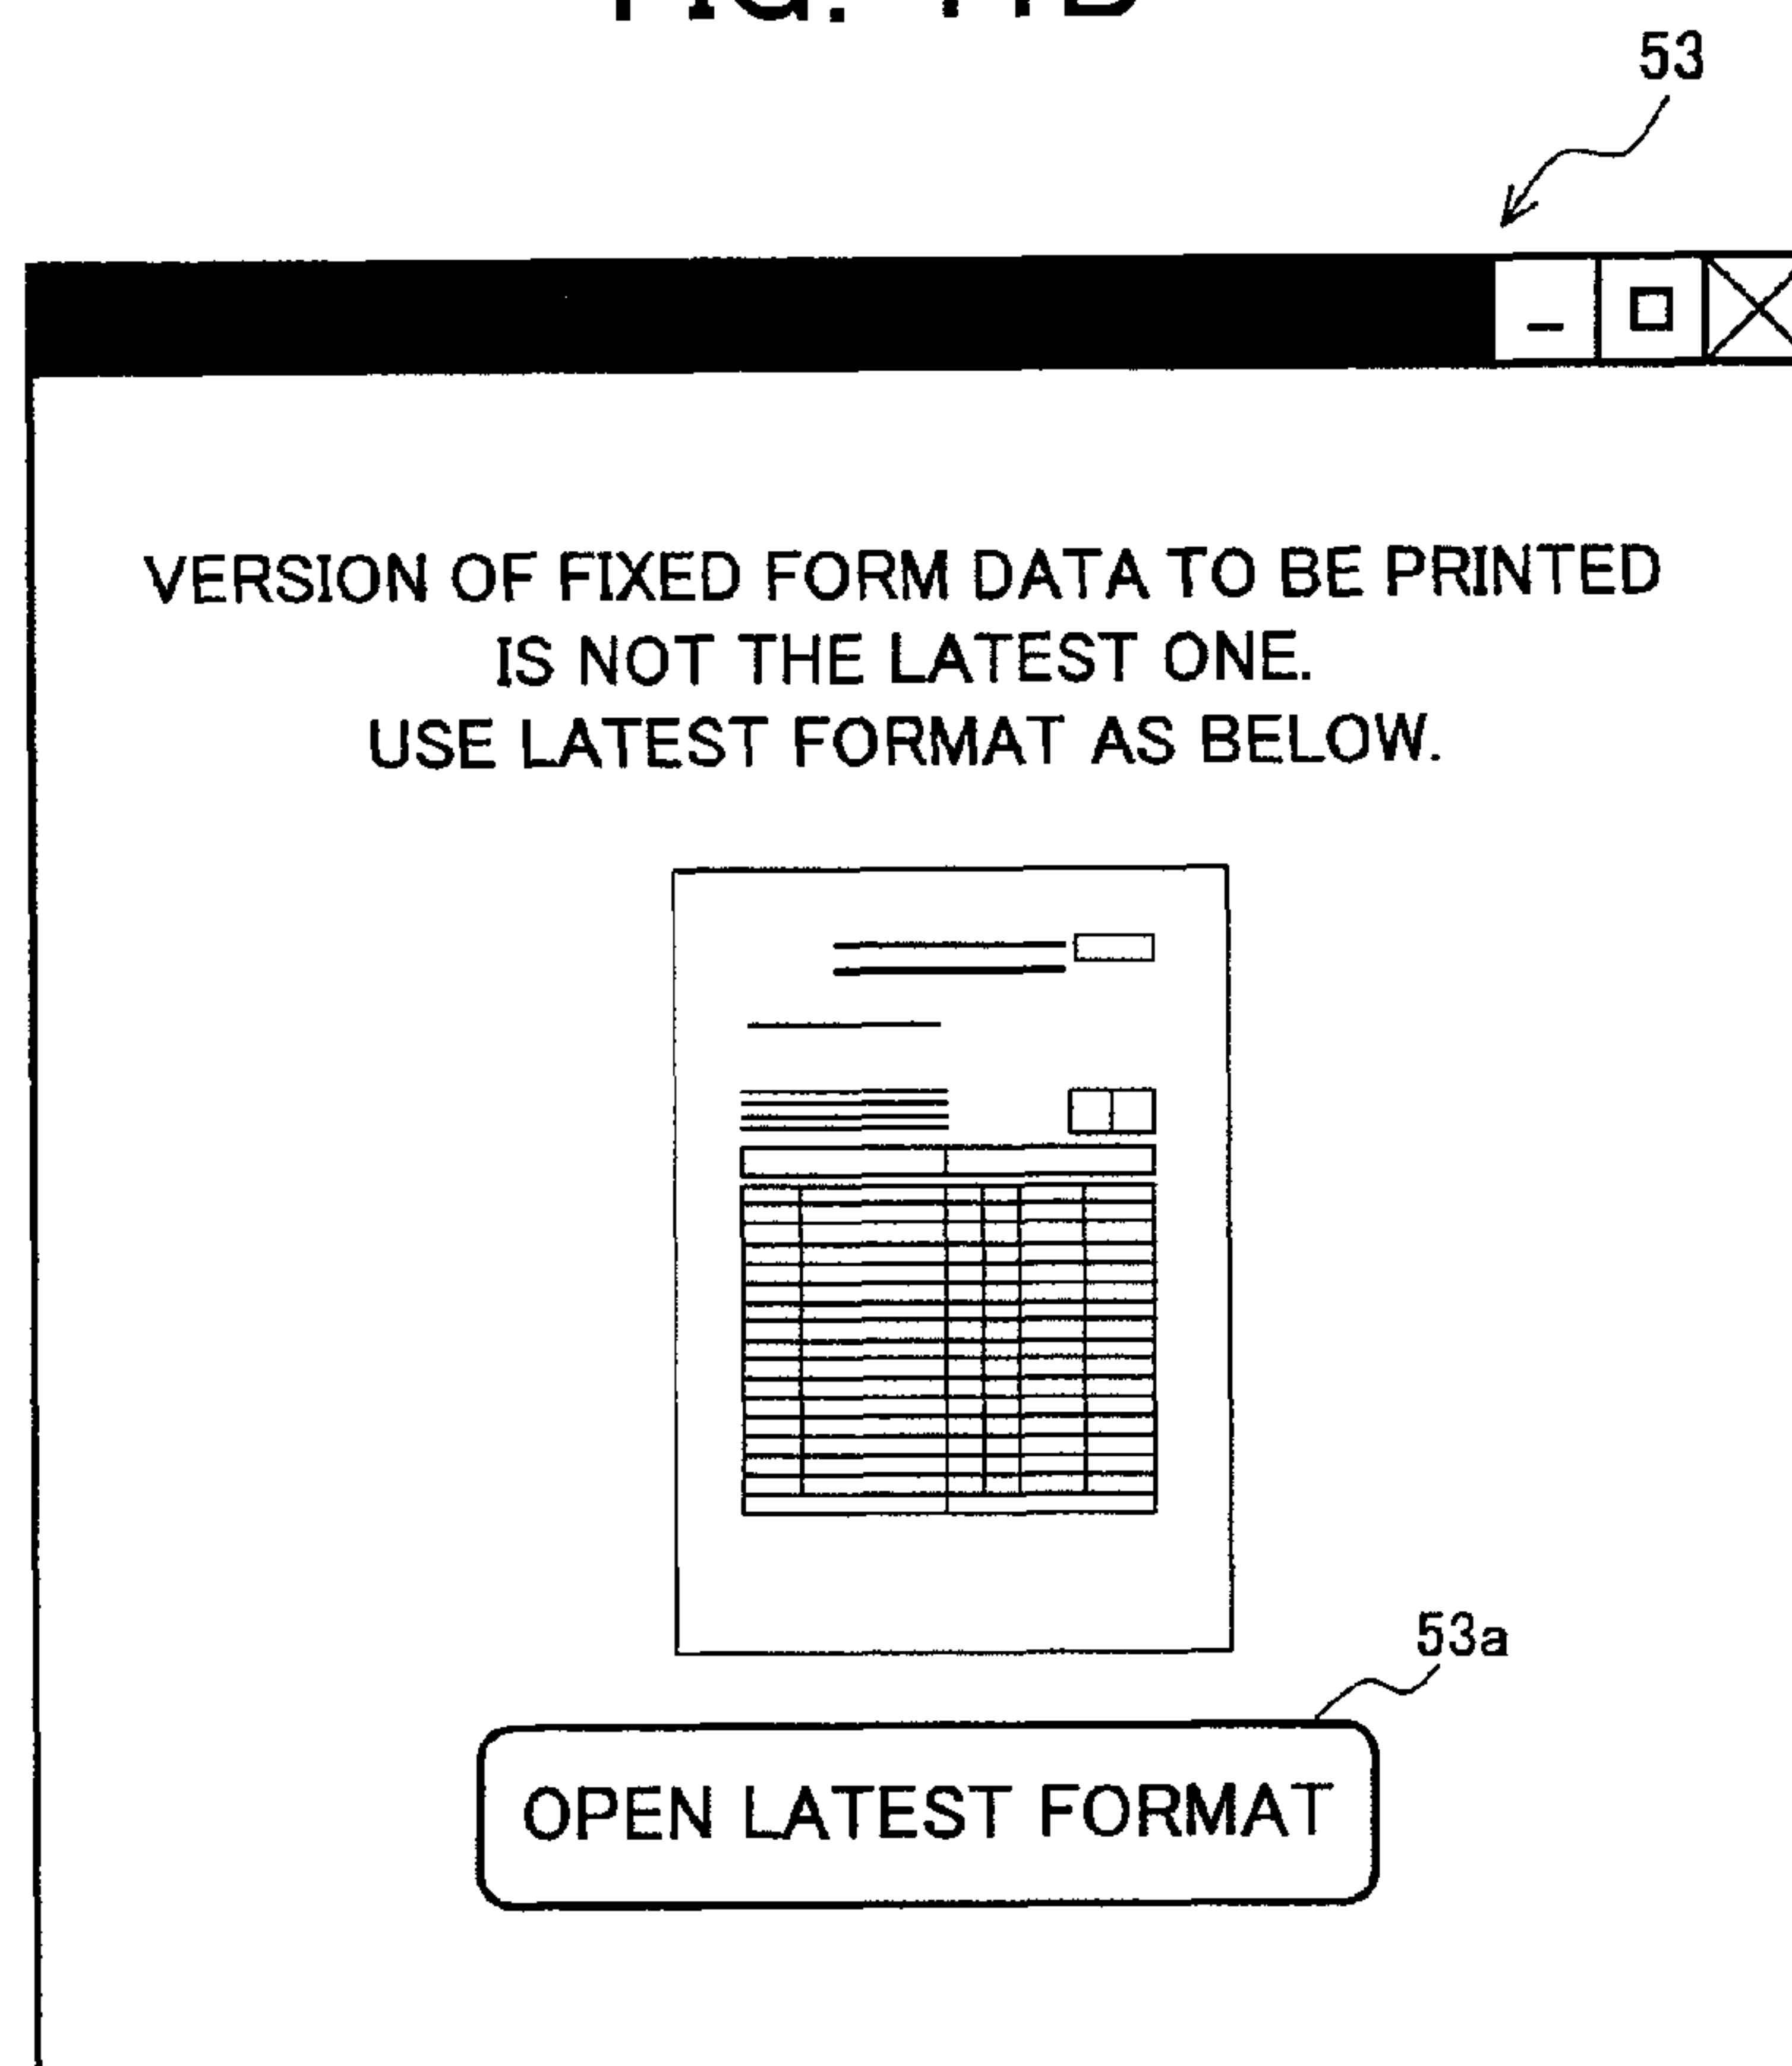 53
VERSION OF FIXED FORM DATA TO BE PRINTED
IS NOT THE LATEST ONE.
USE LATEST FORMAT AS BELOW.
53a
OPEN LATEST FORMAT